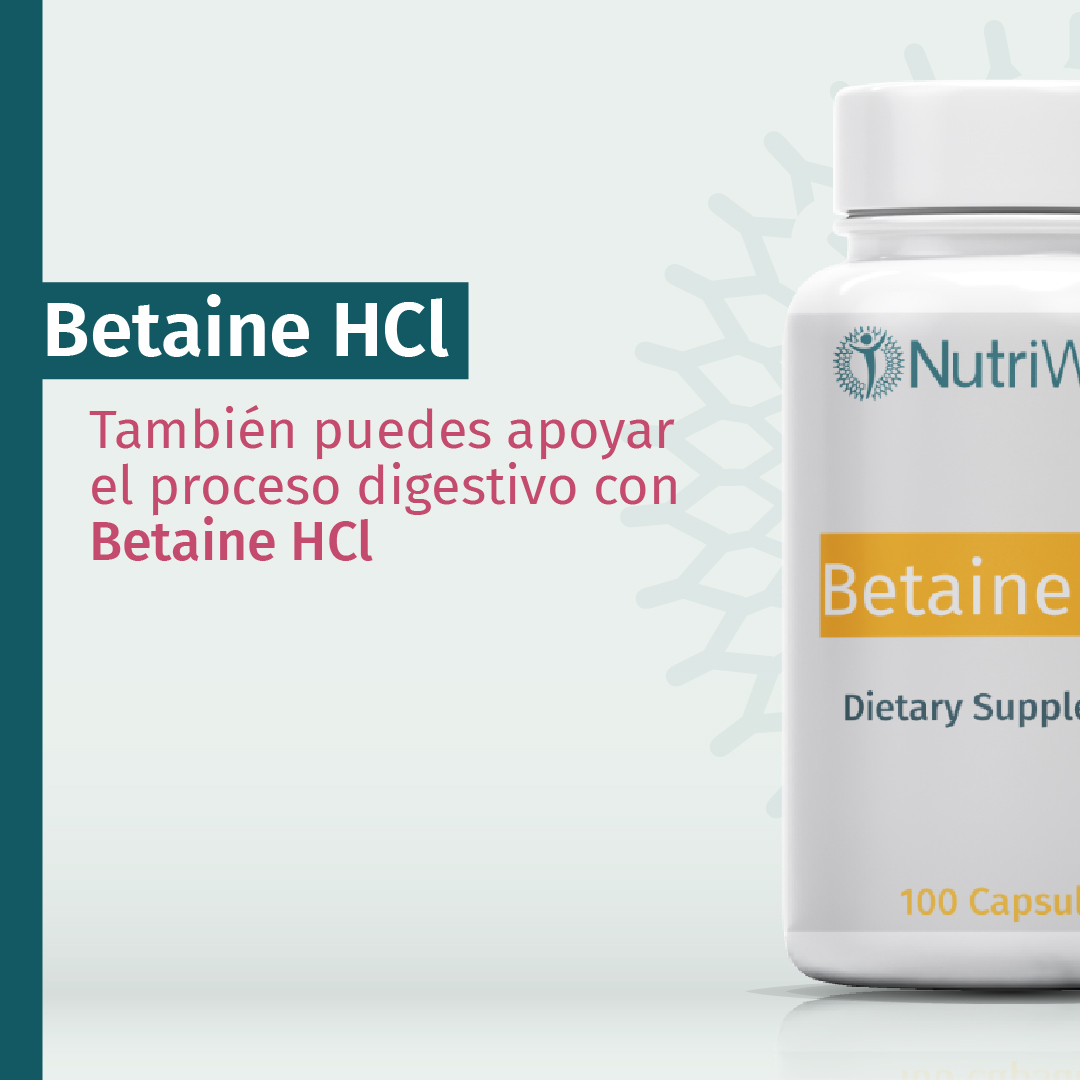 Betaine HCl
También puedes apoyar
el proceso digestivo con
Betaine HCl
NutriW
Betaine
Dietary Supple
100 Capsul